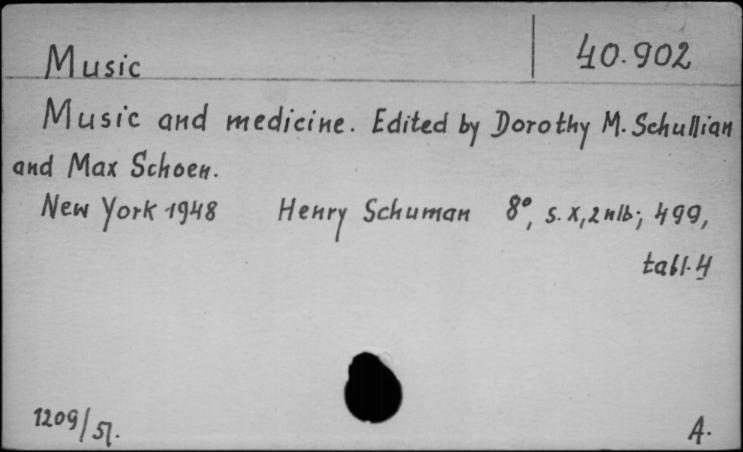 Music 40.902
Music and medicine. Edited by Dorothy M. Schullian
and Max Schoen.
New York 1948 Henry Schuman 8°, s. X, 2 nlb; 499,
tabl. 4
1209/51. A.